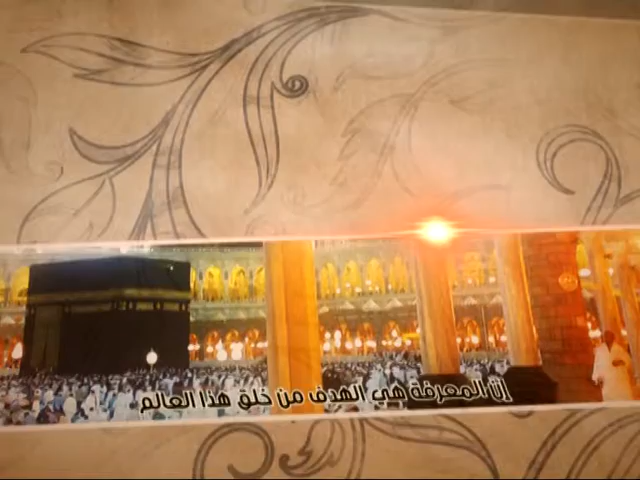 إن المعرفة هي الهدف من خلق هذا العالم